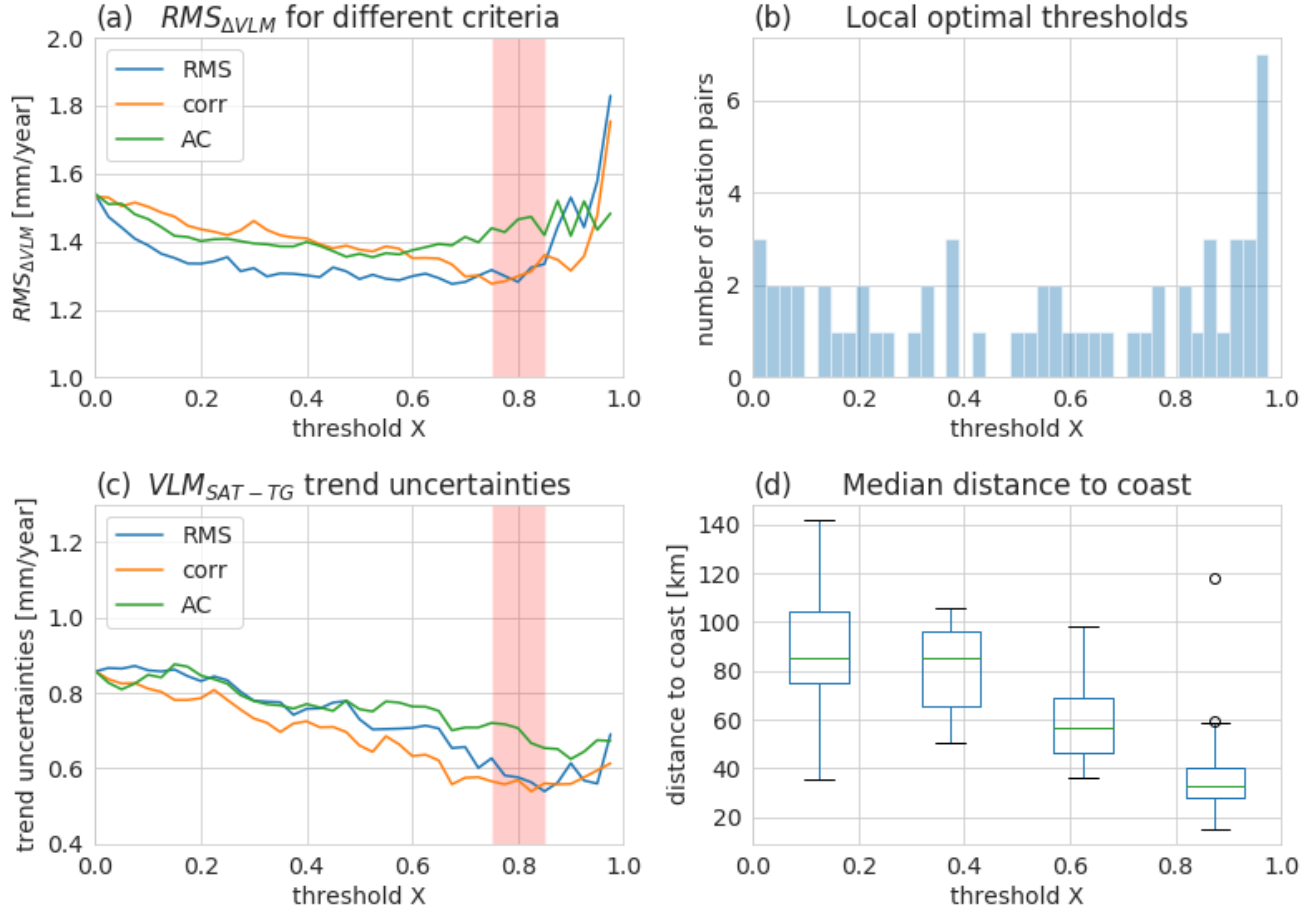 (a) RMS_ΔVLM for different criteria
RMS_ΔVLM [mm/year]
2.0
1.8
1.6
1.4
1.2
1.0
RMS
corr
AC
0.0 0.2 0.4 0.6 0.8 1.0
threshold X
(b) Local optimal thresholds
number of station pairs
6
4
2
0
0.0 0.2 0.4 0.6 0.8 1.0
threshold X
(c) VLM_SAT−TG trend uncertainties
trend uncertainties [mm/year]
1.2
1.0
0.8
0.6
0.4
RMS
corr
AC
0.0 0.2 0.4 0.6 0.8 1.0
threshold X
(d) Median distance to coast
distance to coast [km]
140
120
100
80
60
40
20
0.0 0.2 0.4 0.6 0.8 1.0
threshold X